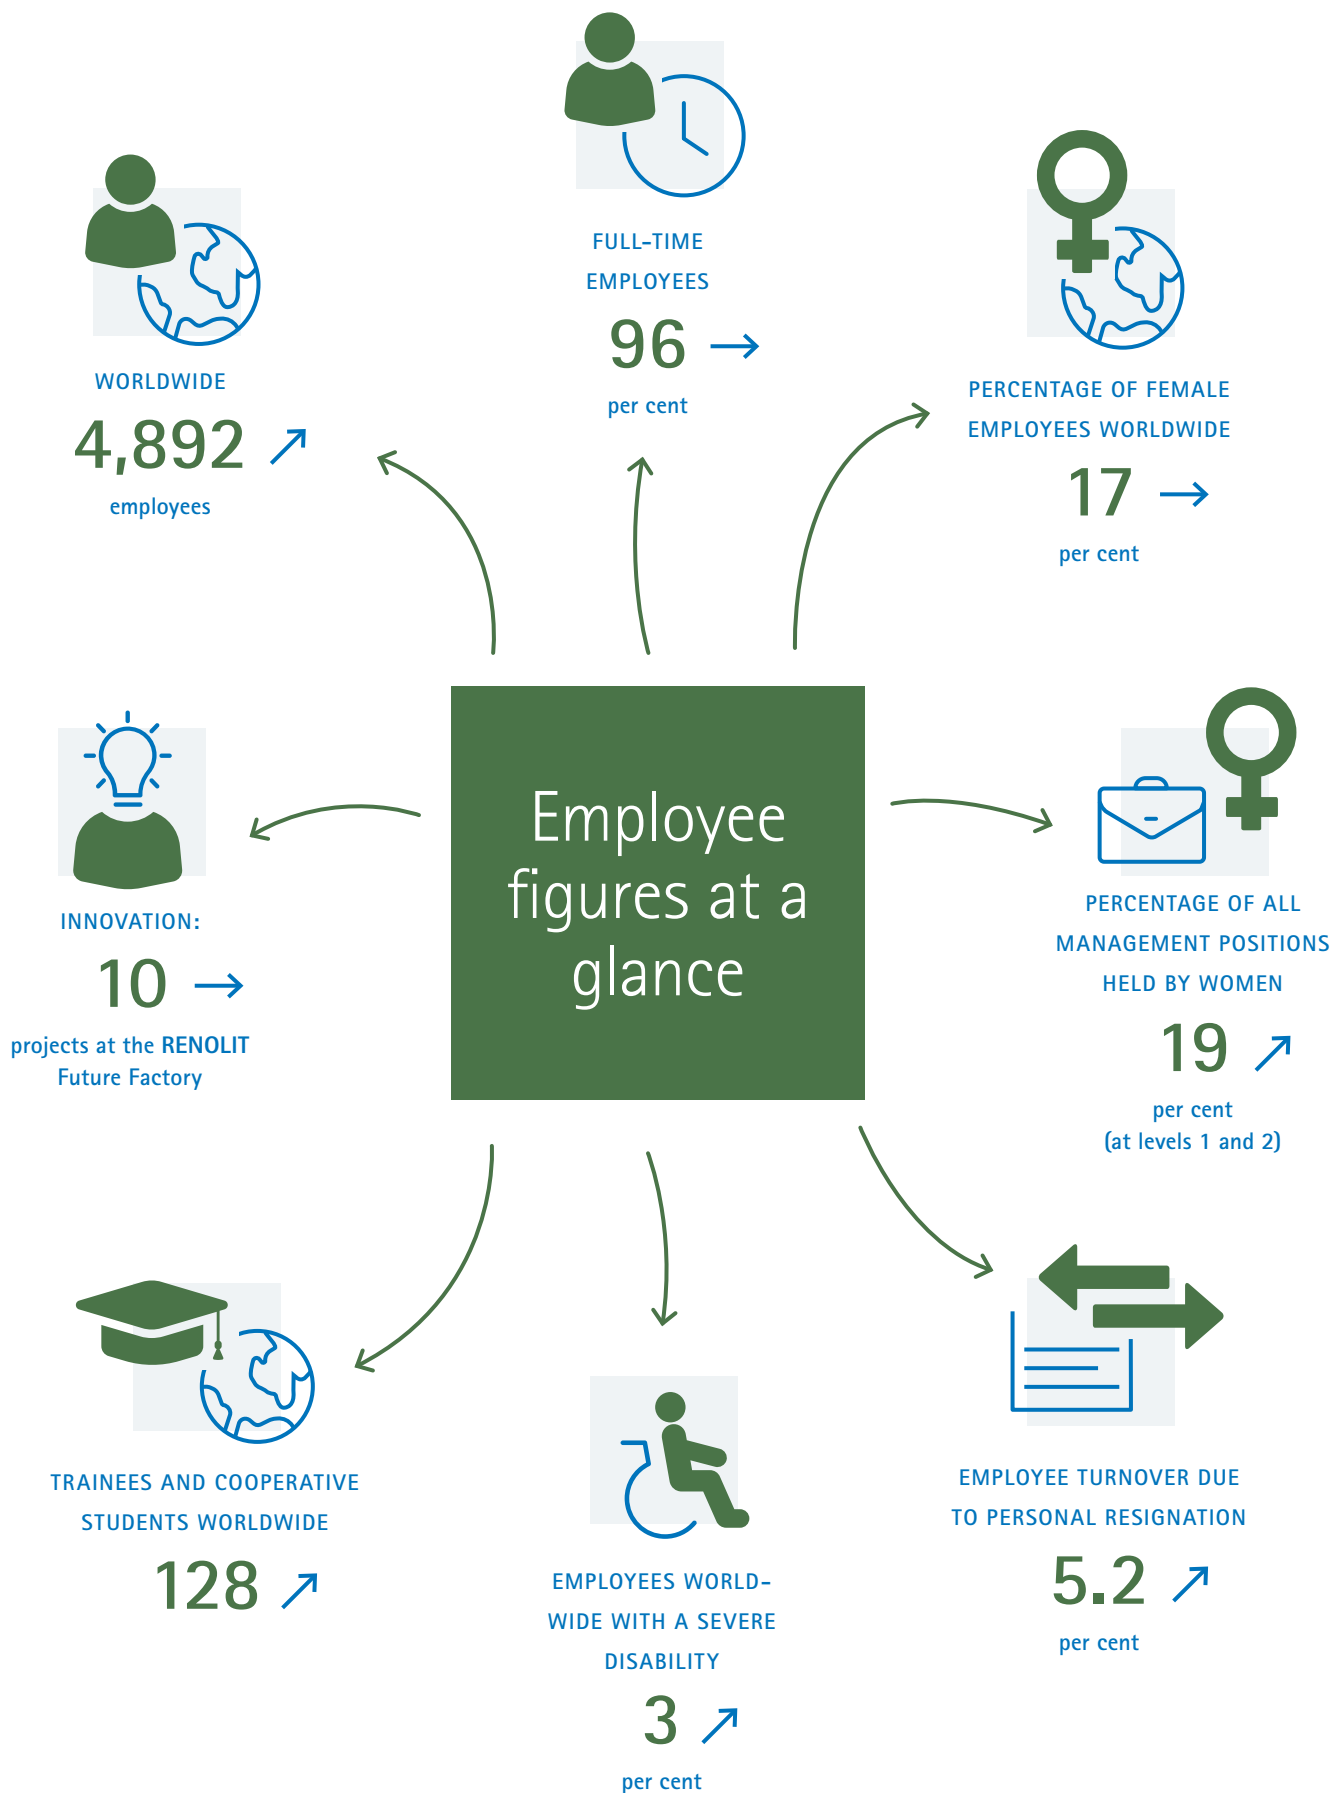 FULL-TIME
EMPLOYEES
96
per cent
WORLDWIDE
4,892
employees
PERCENTAGE OF FEMALE
EMPLOYEES WORLDWIDE
17
per cent
Employee
figures at a
glance
INNOVATION:
10
projects at the RENOLIT
Future Factory
PERCENTAGE OF ALL
MANAGEMENT POSITIONS
HELD BY WOMEN
19
per cent
(at levels 1 and 2)
TRAINEES AND COOPERATIVE
STUDENTS WORLDWIDE
128
EMPLOYEES WORLD-
WIDE WITH A SEVERE
DISABILITY
3
per cent
EMPLOYEE TURNOVER DUE
TO PERSONAL RESIGNATION
5.2
per cent